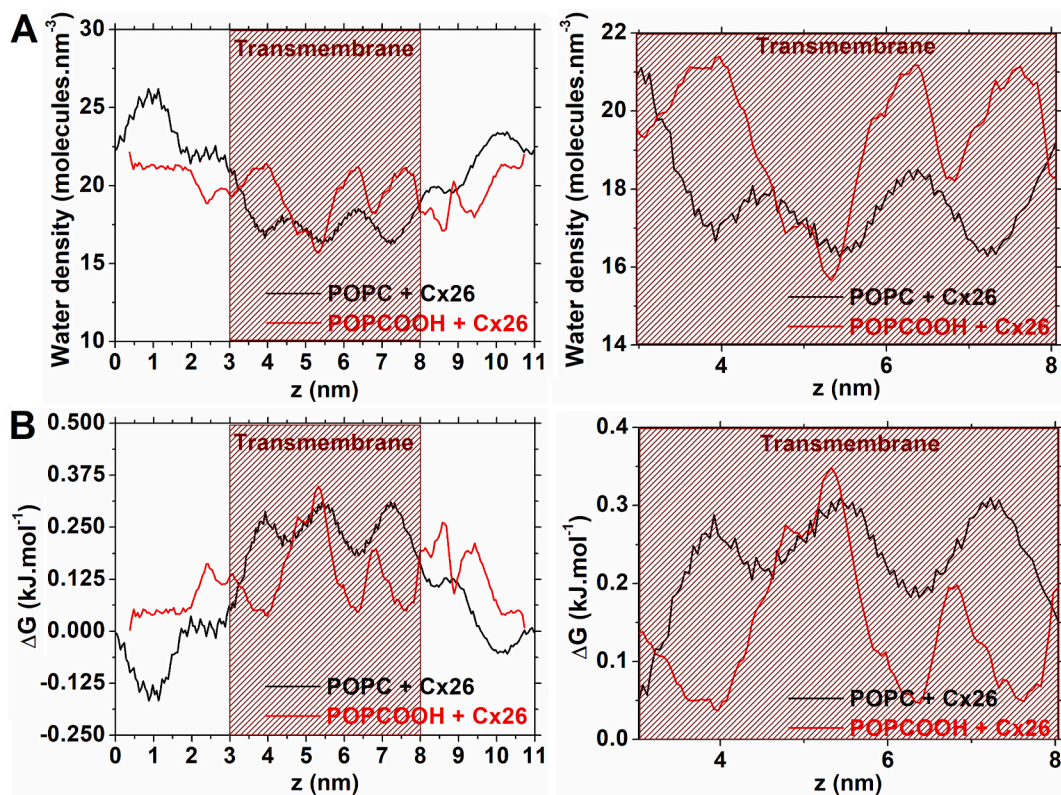 A
Water density (molecules.nm-3)
30
25
20
15
10
Transmembrane
POPC + Cx26
POPCOOH + Cx26
0 1 2 3 4 5 6 7 8 9 10 11
z (nm)
Water density (molecules.nm-3)
22
20
18
16
14
Transmembrane
POPC + Cx26
POPCOOH + Cx26
4 6 8
z (nm)
B
ΔG (kJ.mol-1)
0.500
0.375
0.250
0.125
0.000
-0.125
-0.250
Transmembrane
POPC + Cx26
POPCOOH + Cx26
0 1 2 3 4 5 6 7 8 9 10 11
z (nm)
ΔG (kJ.mol-1)
0.4
0.3
0.2
0.1
0.0
Transmembrane
POPC + Cx26
POPCOOH + Cx26
4 6 8
z (nm)